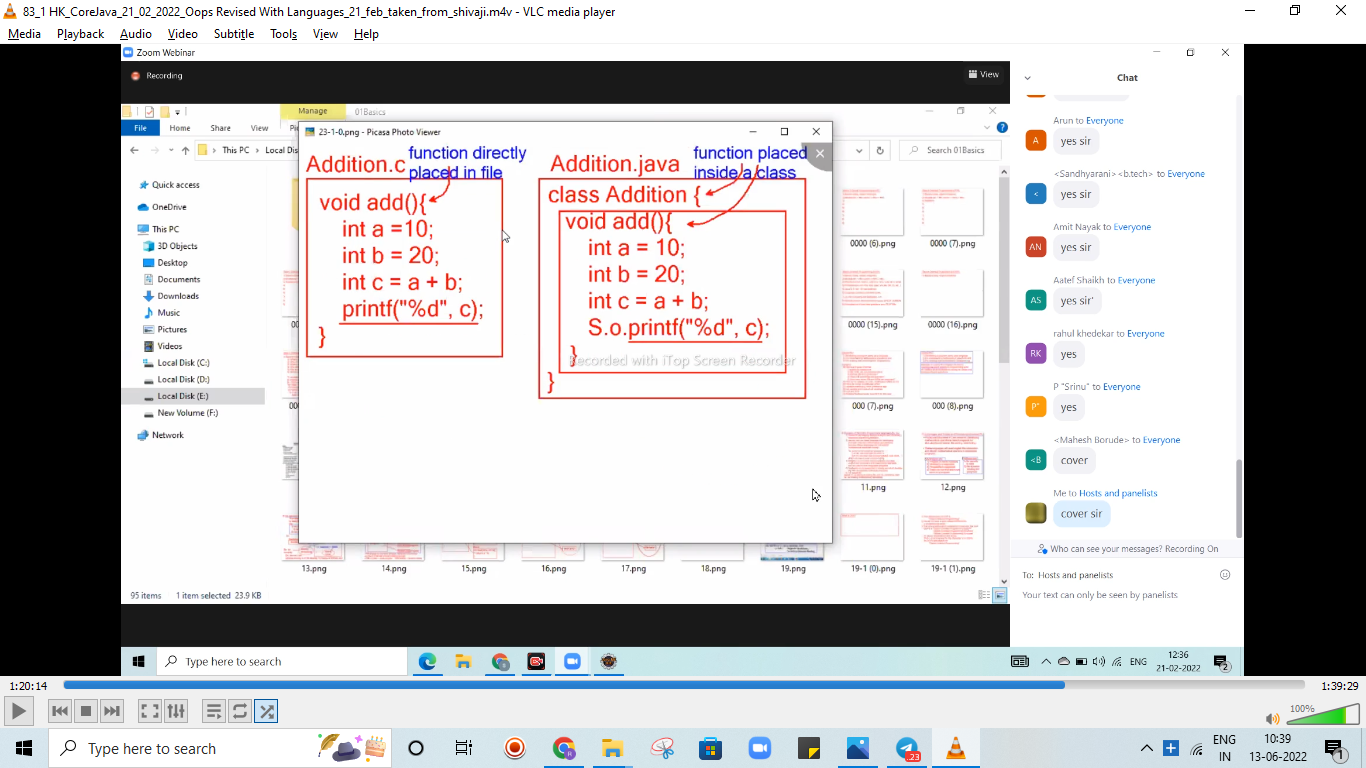 83_1 HK_CoreJava_21_02_2022_Oops Revised With Languages_21_feb_taken_from_shivaji.m4v - VLC media player
Media Playback Audio Video Subtitle Tools View Help
Zoom Webinar
Recording
View
Manage
01Basics
File Home Share View
This PC
Search 01Basics
Quick access
OneDrive
This PC
3D Objects
Desktop
Documents
Downloads
Music
Pictures
Videos
Local Disk (C:)
Local Disk (D:)
Local Disk (E:)
New Volume (F:)
Network
23-1-0.png - Picasa Photo Viewer
Addition.c
function directly
placed in file
void add(){
int a =10;
int b = 20;
int c = a + b;
printf("%d", c);
}
Addition.java
function placed
inside a class
class Addition {
void add(){
int a = 10;
int b = 20;
int c = a + b;
S.o.printf("%d", c);
}
}
Recorded with iTop Screen Recorder
0000 (6).png
0000 (7).png
000 (15).png
0000 (16).png
000 (7).png
000 (8).png
11.png
12.png
13.png
14.png
15.png
16.png
17.png
18.png
19.png
19-1 (0).png
19-1 (1).png
95 items
1 item selected 23.9 KB
Chat
Arun to Everyone
A
yes sir
<Sandhyarani> <b.tech> to Everyone
<
yes sir
Amit Nayak to Everyone
AN
yes sir
Aatef Shaikh to Everyone
AS
yes sir'
rahul khedekar to Everyone
RK
yes
P "Srinu" to Everyone
P"
yes
<Mahesh Borude> to Everyone
<B
cover
Me to Hosts and panelists
cover sir
Who can see your messages? Recording On
To: Hosts and panelists
Your text can only be seen by panelists
Type here to search
ENG
12:36
21-02-2022
2
1:20:14
1:39:29
100%
Type here to search
.23
ENG
IN
10:39
13-06-2022
1